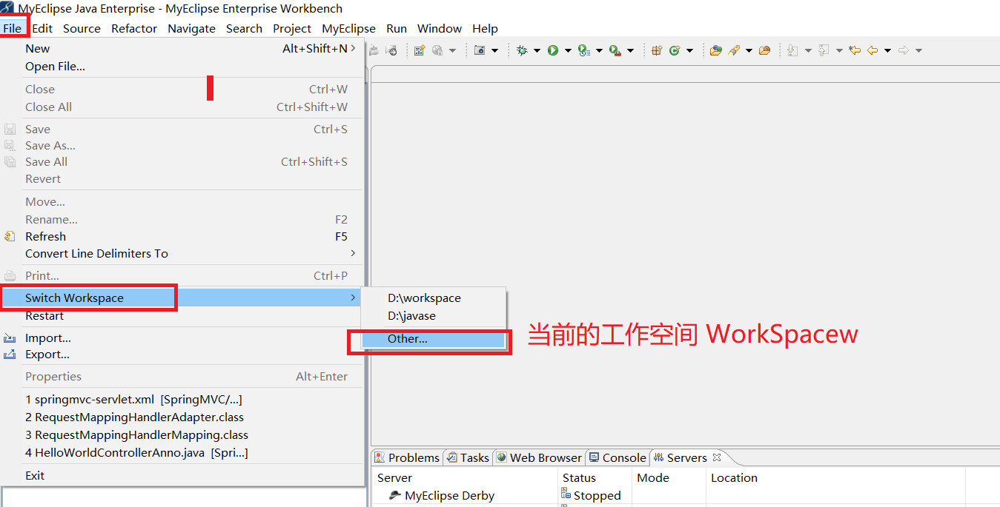 MyEclipse Java Enterprise - MyEclipse Enterprise Workbench
File Edit Source Refactor Navigate Search Project MyEclipse Run Window Help
New Alt+Shift+N
Open File...
Close Ctrl+W
Close All Ctrl+Shift+W
Save Ctrl+S
Save As...
Save All Ctrl+Shift+S
Revert
Move...
Rename... F2
Refresh F5
Convert Line Delimiters To
Print... Ctrl+P
Switch Workspace
Restart
Import...
Export...
Properties Alt+Enter
1 springmvc-servlet.xml [SpringMVC/...]
2 RequestMappingHandlerAdapter.class
3 RequestMappingHandlerMapping.class
4 HelloWorldControllerAnno.java [Spri...]
Exit
D:\workspace
D:\javase
Other...
当前的工作空间 WorkSpacew
Problems Tasks Web Browser Console Servers
Server Status Mode Location
MyEclipse Derby Stopped